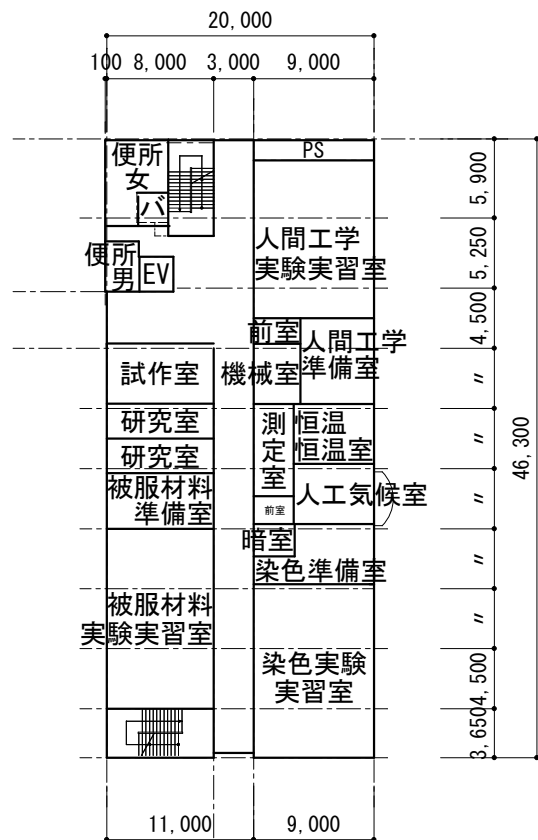 20,000
100 8,000 3,000 9,000
便所
女
バ
PS
5,900
人間工学
実験実習室
5,250
便所
男
EV
4,500
前室
人間工学
準備室
試作室
機械室
〃
研究室
測定室
恒温
恒温室
〃
46,300
研究室
被服材料
準備室
人工気候室
〃
前室
暗室
染色準備室
〃
被服材料
実験実習室
〃
染色実験
実習室
4,500
3,650
11,000 9,000